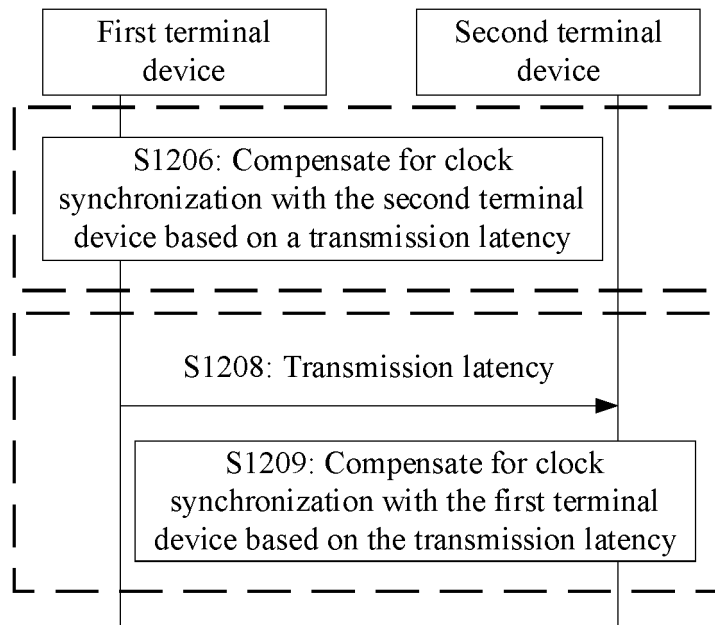 First terminal
device
Second terminal
device
S1206: Compensate for clock
synchronization with the second terminal
device based on a transmission latency
S1208: Transmission latency
S1209: Compensate for clock
synchronization with the first terminal
device based on the transmission latency